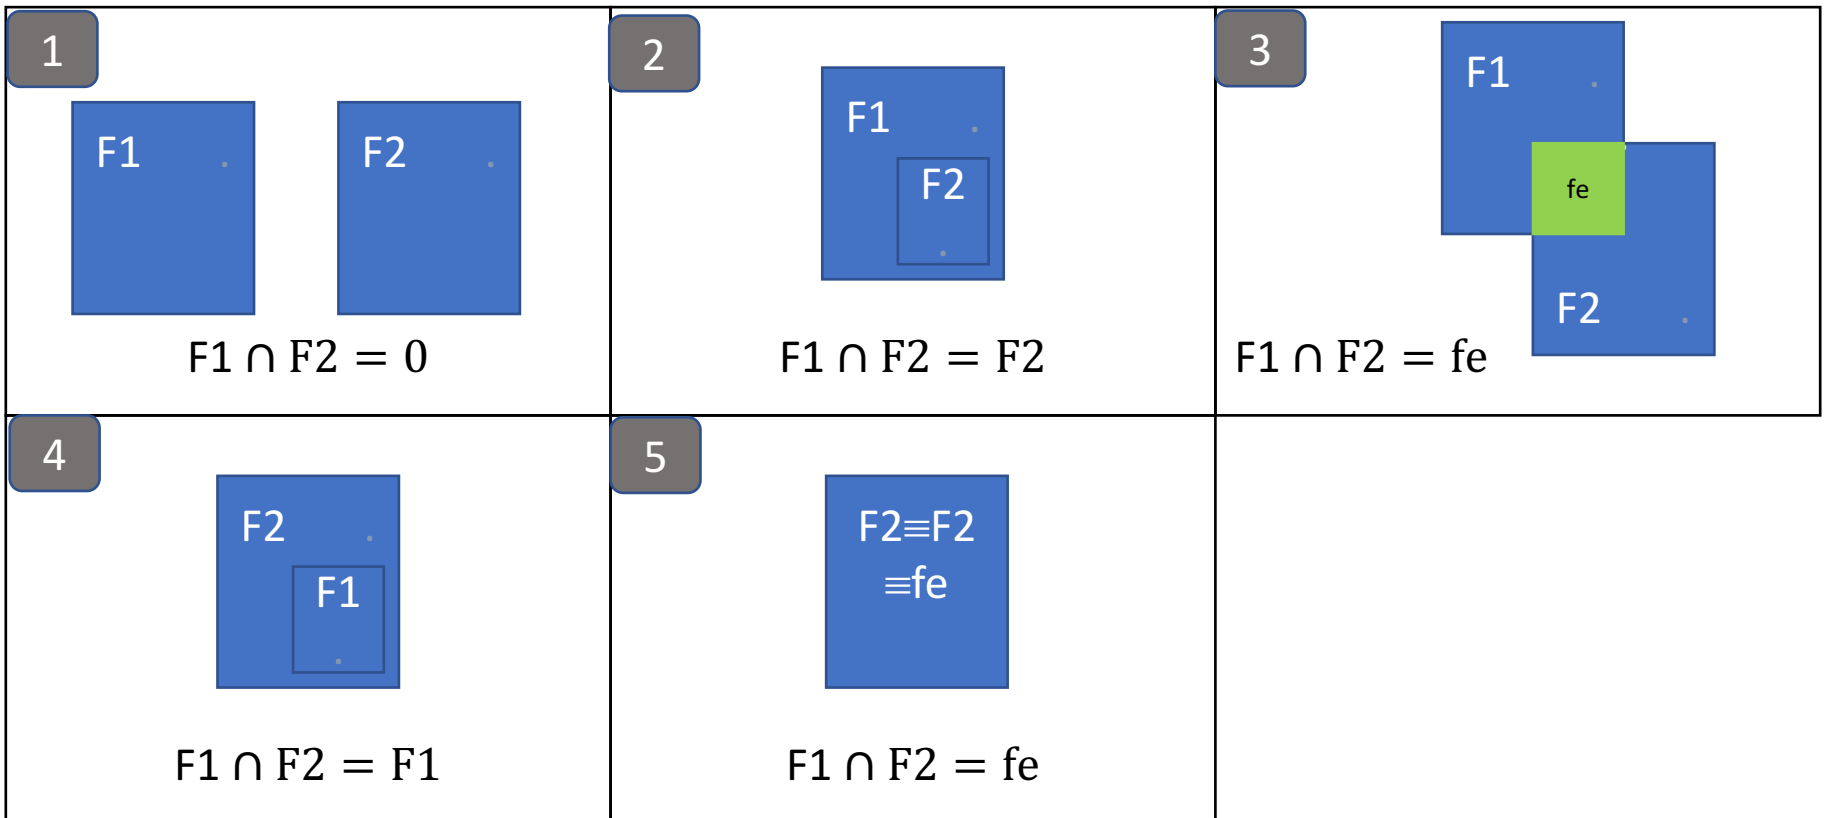 1
F1
F2
F1 ∩ F2 = 0
2
F1
F2
F1 ∩ F2 = F2
3
F1
fe
F2
F1 ∩ F2 = fe
4
F2
F1
F1 ∩ F2 = F1
5
F2≡F2
≡fe
F1 ∩ F2 = fe